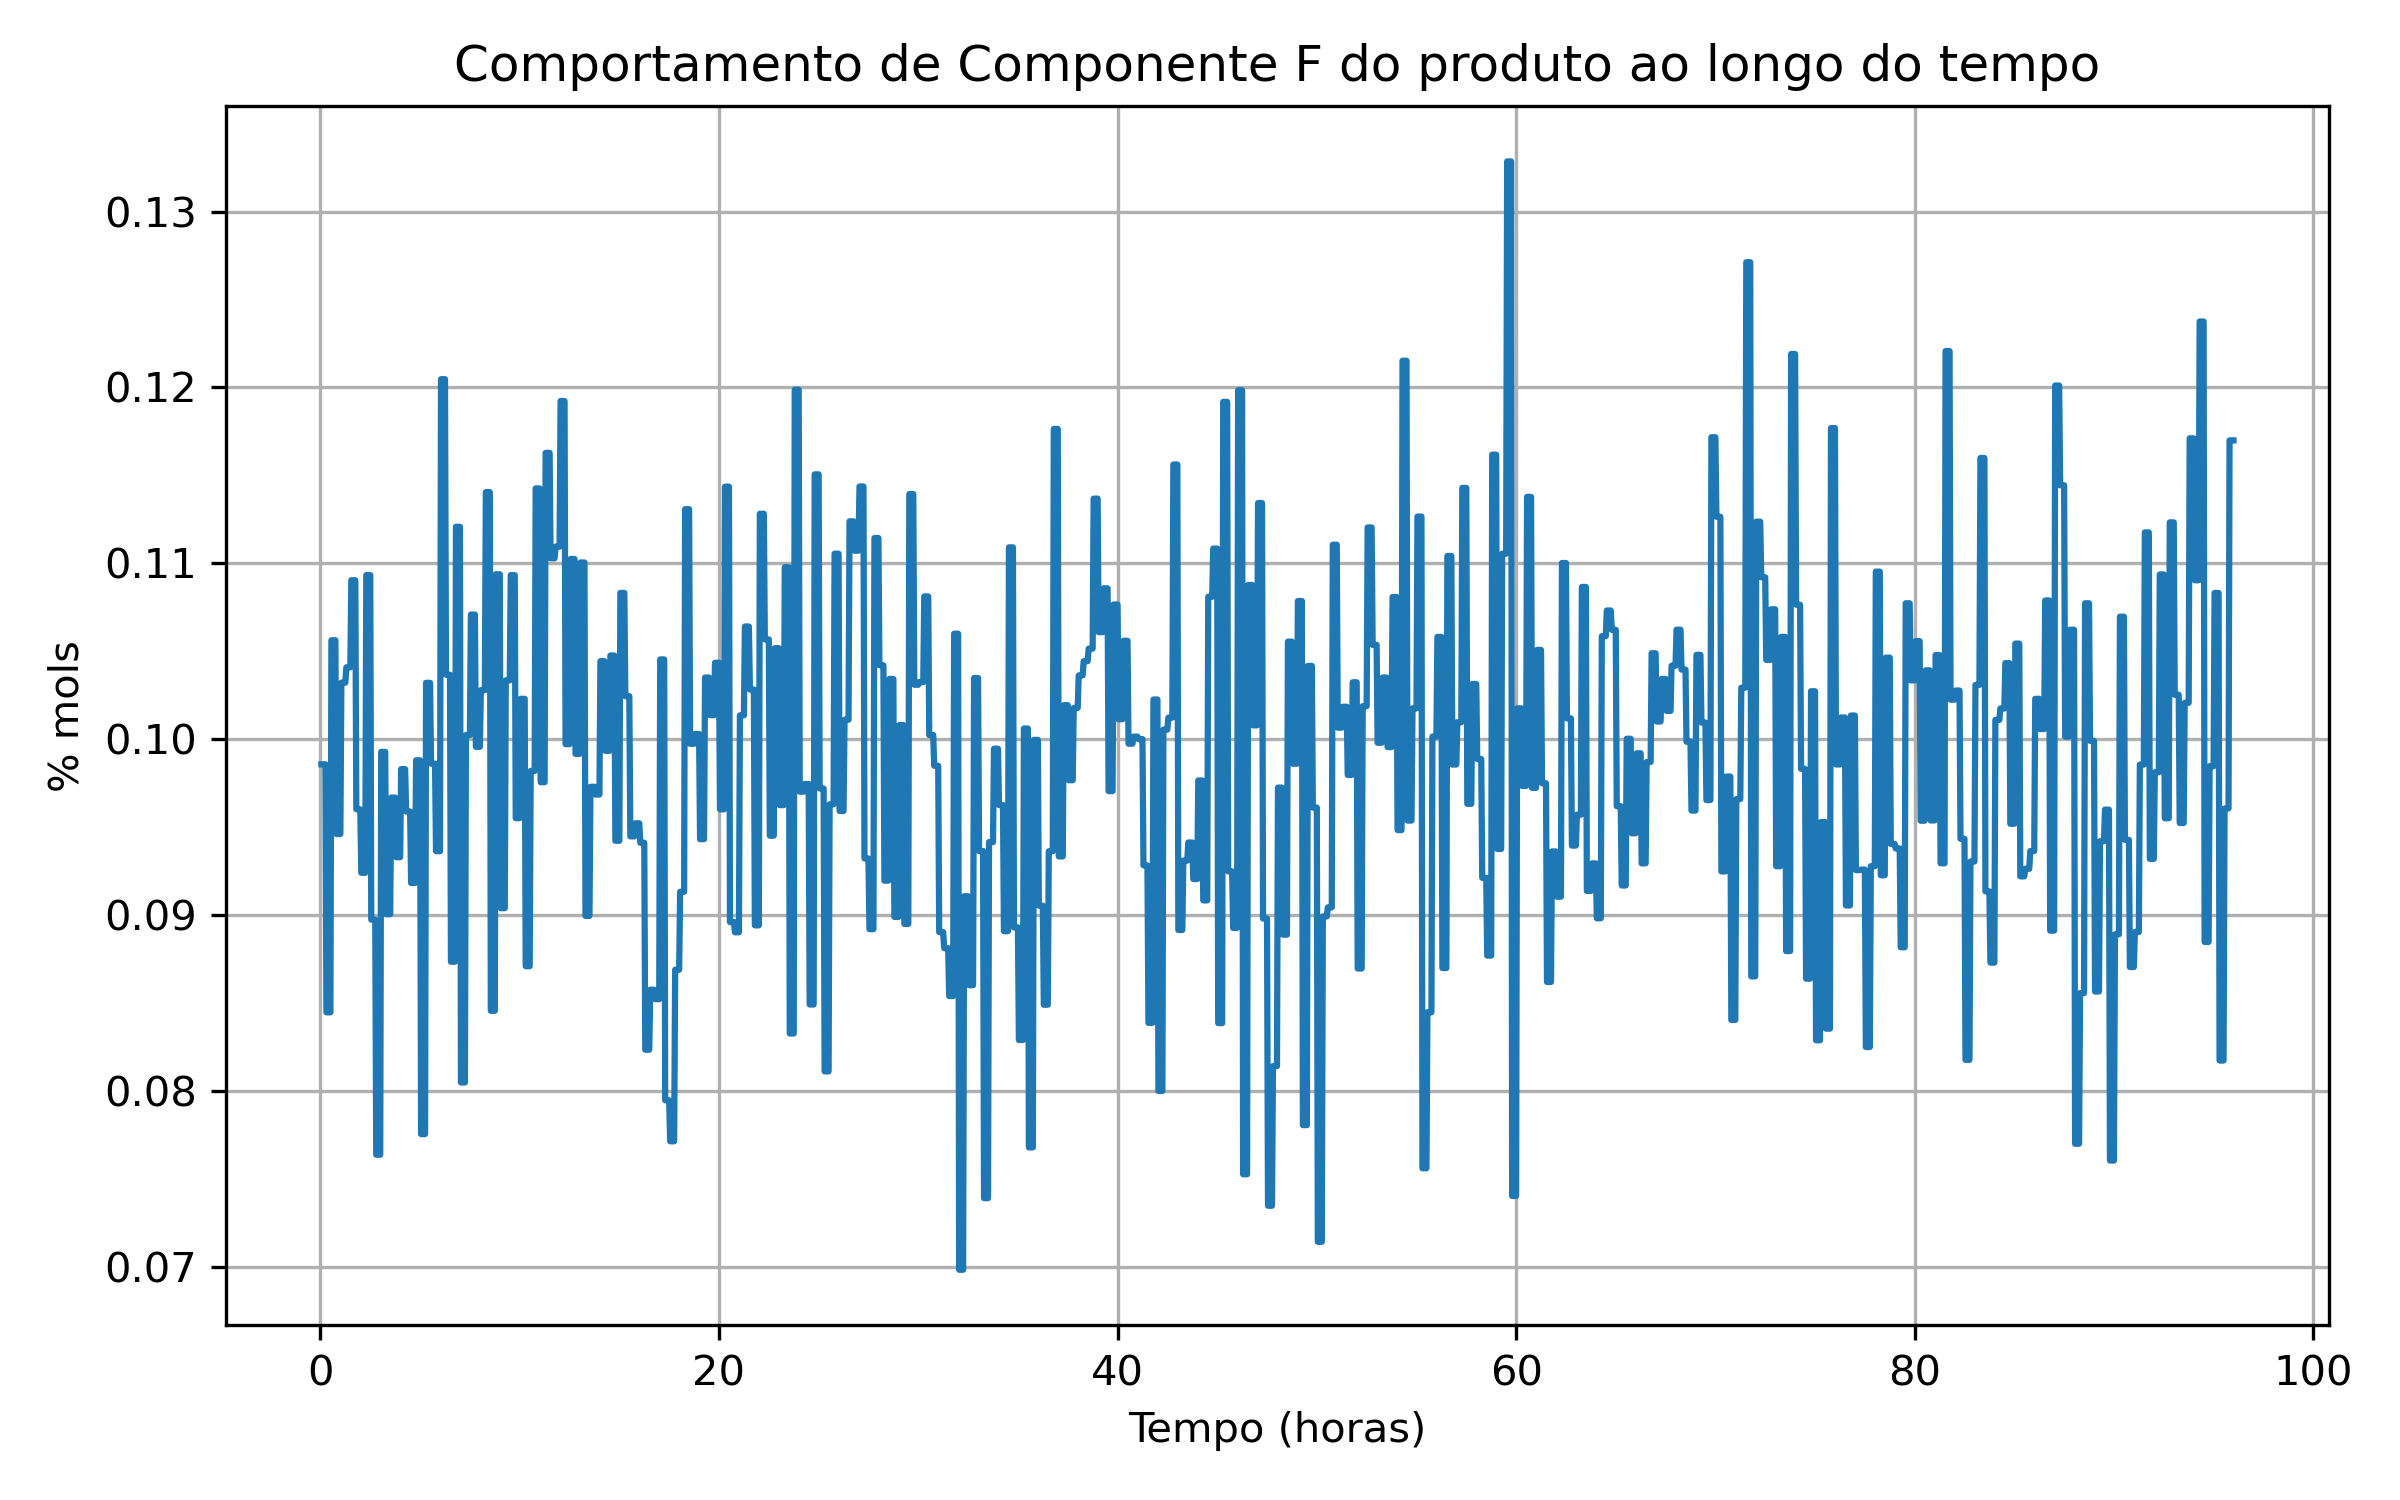 Comportamento de Componente F do produto ao longo do tempo
0.13
0.12
0.11
0.10
0.09
0.08
0.07
% mols
0 20 40 60 80 100
Tempo (horas)